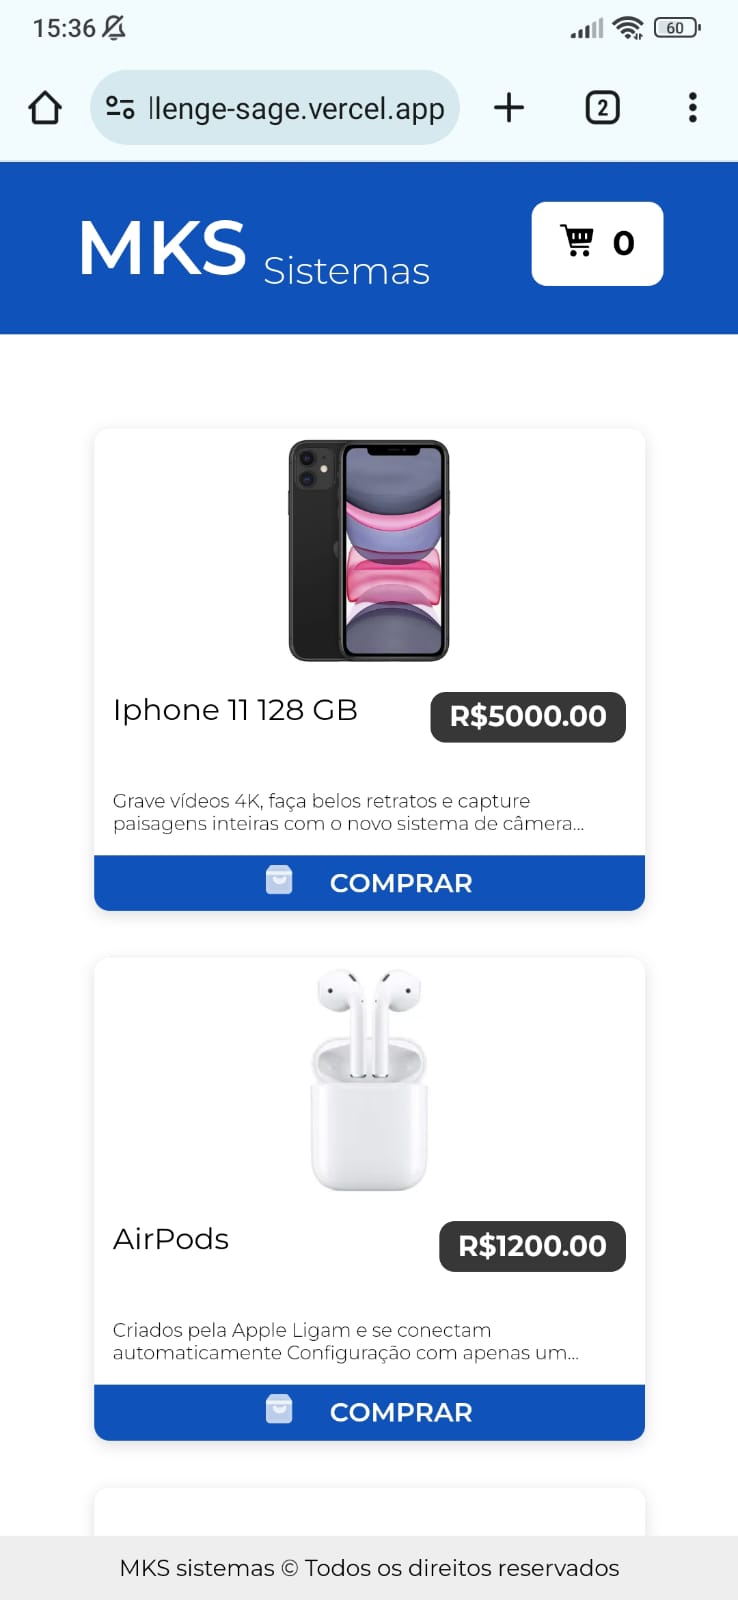 15:36
60
llenge-sage.vercel.app
2
MKS Sistemas
0
Iphone 11 128 GB
R$5000.00
Grave vídeos 4K, faça belos retratos e capture
paisagens inteiras com o novo sistema de câmera...
COMPRAR
AirPods
R$1200.00
Criados pela Apple Ligam e se conectam
automaticamente Configuração com apenas um...
COMPRAR
MKS sistemas © Todos os direitos reservados